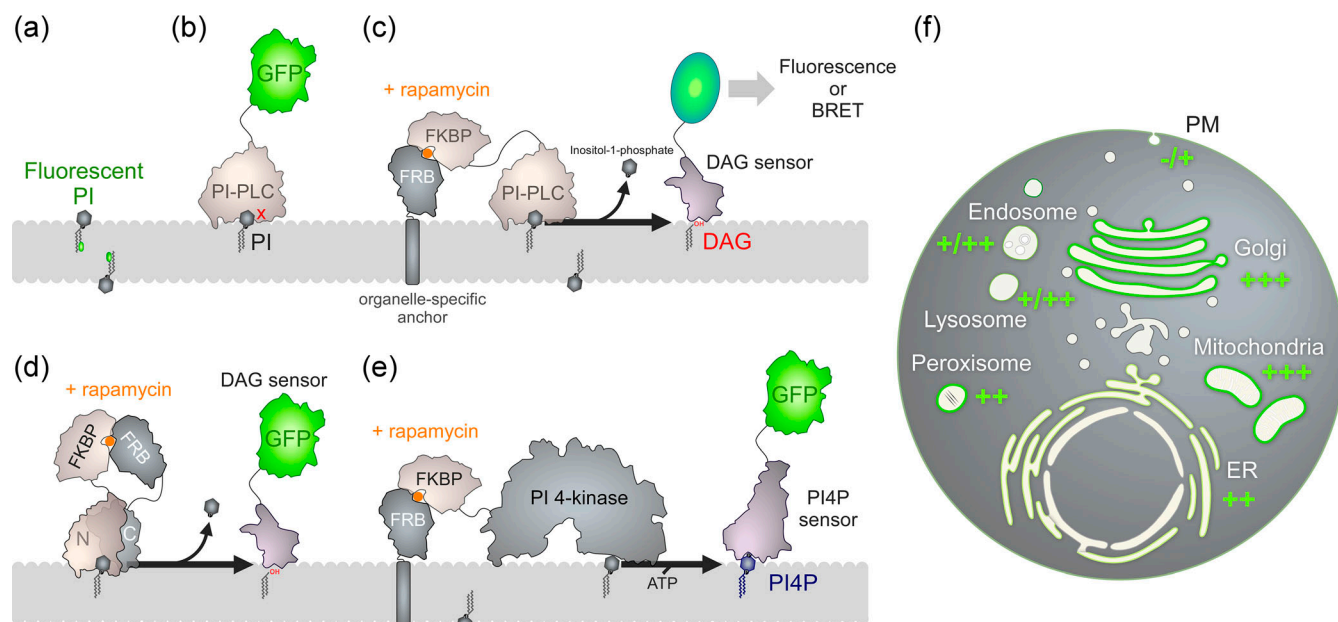 (a)
Fluorescent
PI
(b)
GFP
PI-PLC
X
PI
(c)
+ rapamycin
FKBP
FRB
PI-PLC
Inositol-1-phosphate
DAG sensor
OH
DAG
Fluorescence
or
BRET
organelle-specific
anchor
(d)
+ rapamycin
FKBP
FRB
N
C
DAG sensor
GFP
OH
(e)
+ rapamycin
FKBP
FRB
PI 4-kinase
ATP
GFP
PI4P
sensor
PI4P
(f)
PM
-/+
Endosome
+/++
Golgi
+++
Lysosome
+/++
Peroxisome
++
Mitochondria
+++
ER
++